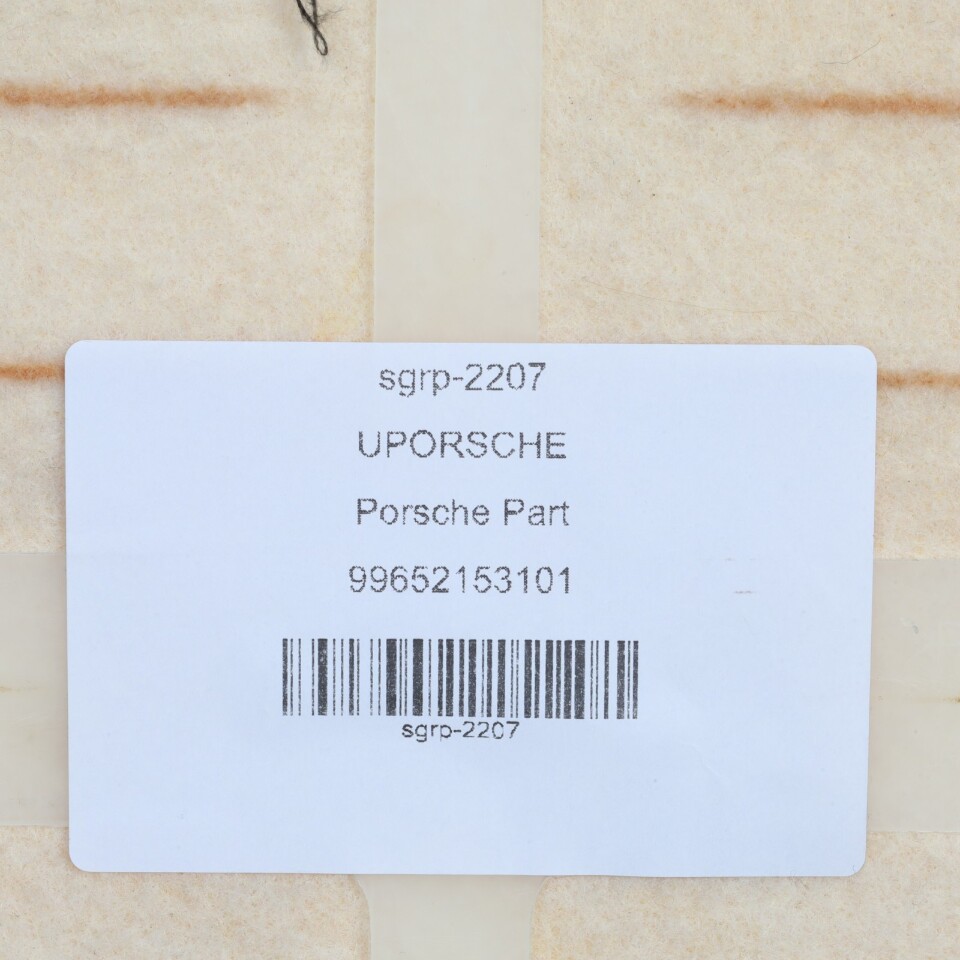 sgrp-2207
UPORSCHE
Porsche Part
99652153101
sgrp-2207